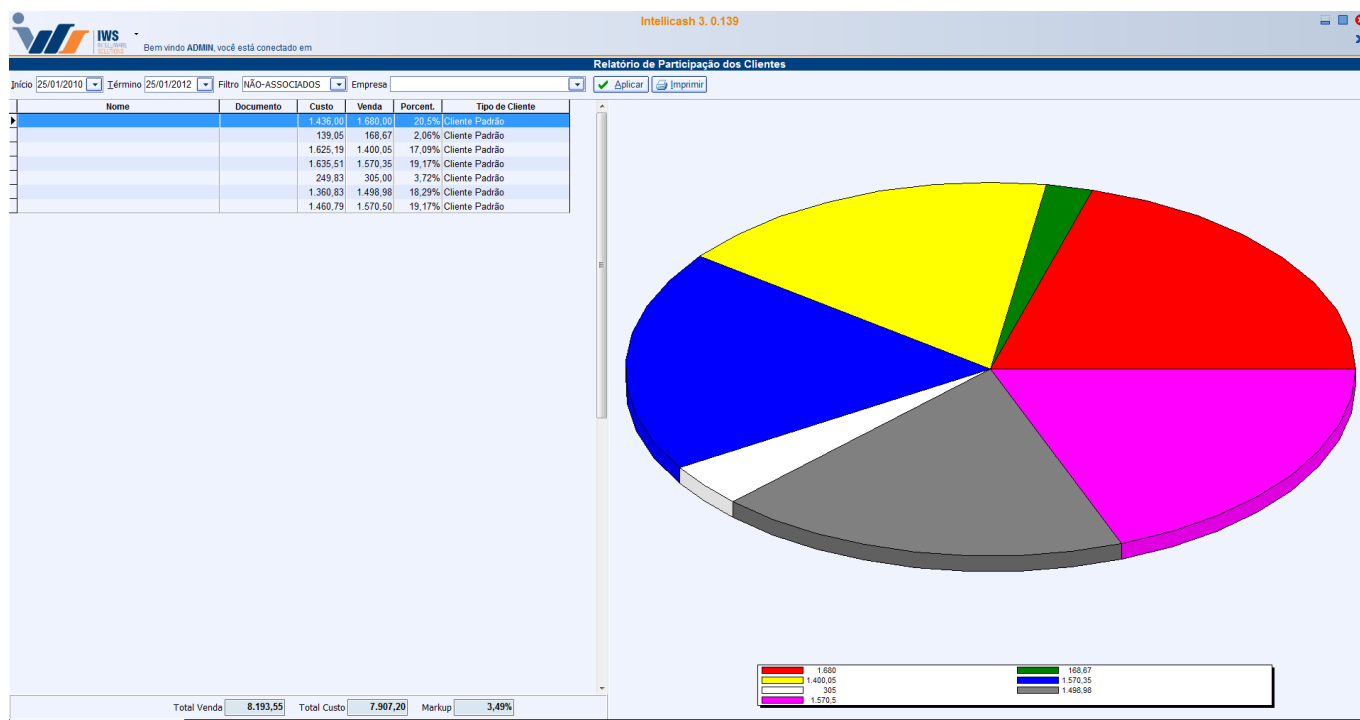 Intellicash 3. 0.139
IWS
INTELLIWARE
SOLUTIONS
Bem vindo ADMIN, você está conectado em
Relatório de Participação dos Clientes
Início 25/01/2010 Término 25/01/2012 Filtro NÃO-ASSOCIADOS Empresa Aplicar Imprimir
Nome Documento Custo Venda Porcent. Tipo de Cliente
1.436,00 1.680,00 20,5% Cliente Padrão
139,05 168,67 2,06% Cliente Padrão
1.625,19 1.400,05 17,09% Cliente Padrão
1.635,51 1.570,35 19,17% Cliente Padrão
249,83 305,00 3,72% Cliente Padrão
1.360,83 1.498,98 18,29% Cliente Padrão
1.460,79 1.570,50 19,17% Cliente Padrão
1.680 168,67
1.400,05 1.570,35
305 1.498,98
1.570,5
Total Venda 8.193,55 Total Custo 7.907,20 Markup 3,49%